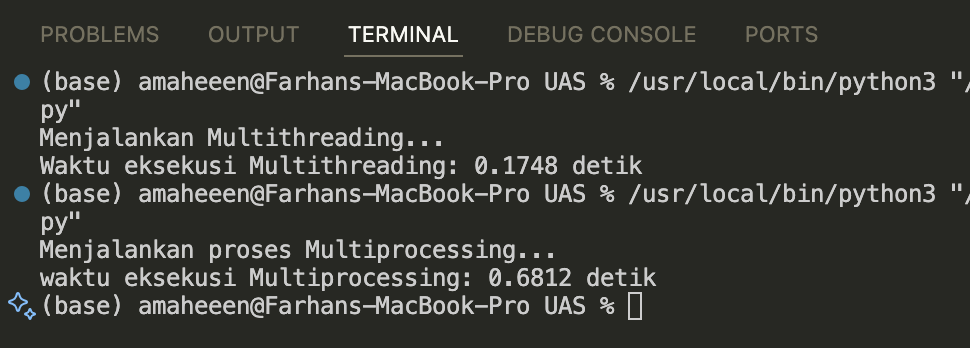 PROBLEMS OUTPUT TERMINAL DEBUG CONSOLE PORTS
(base) amaheeen@Farhans-MacBook-Pro UAS % /usr/local/bin/python3 "/
py"
Menjalankan Multithreading...
Waktu eksekusi Multithreading: 0.1748 detik
(base) amaheeen@Farhans-MacBook-Pro UAS % /usr/local/bin/python3 "/
py"
Menjalankan proses Multiprocessing...
waktu eksekusi Multiprocessing: 0.6812 detik
(base) amaheeen@Farhans-MacBook-Pro UAS %